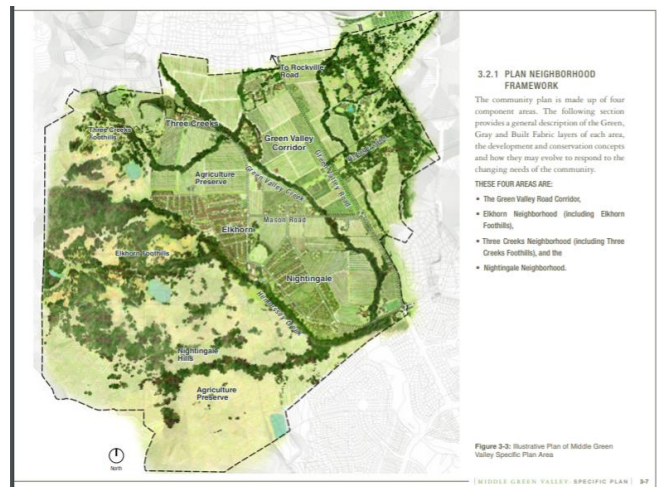 To Rockville
Road
Three Creeks
Foothills
Three Creeks
Green Valley
Corridor
Green Valley Road
Agriculture
Preserve
Green Valley Creek
Mason Road
Elkhorn
Elkhorn Foothills
Nightingale
Hennessey Creek
Nightingale
Hills
Agriculture
Preserve
North
3.2.1 PLAN NEIGHBORHOOD
FRAMEWORK
The community plan is made up of four
component areas. The following section
provides a general description of the Green,
Gray and Built Fabric layers of each area,
the development and conservation concepts
and how they may evolve to respond to the
changing needs of the community.
THESE FOUR AREAS ARE:
• The Green Valley Road Corridor,
• Elkhorn Neighborhood (including Elkhorn
Foothills),
• Three Creeks Neighborhood (including Three
Creeks Foothills), and the
• Nightingale Neighborhood.
Figure 3-3: Illustrative Plan of Middle Green
Valley Specific Plan Area
| MIDDLE GREEN VALLEY: SPECIFIC PLAN | 3-7